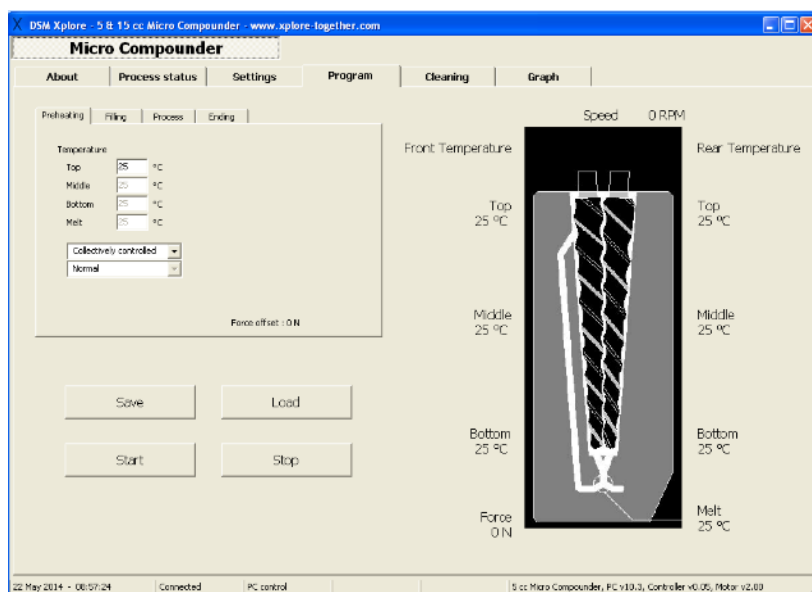 DSM Xplore - 5 & 15 cc Micro Compounder - www.xplore-together.com
Micro Compounder
About Process status Settings Program Cleaning Graph
Preheating Filling Process Ending
Temperature
Top 25 °C
Middle 25 °C
Bottom 25 °C
Melt 25 °C
Collectively controlled
Normal
Force offset : 0 N
Save Load
Start Stop
Speed 0 RPM
Front Temperature Rear Temperature
Top Top
25 °C 25 °C
Middle Middle
25 °C 25 °C
Bottom Bottom
25 °C 25 °C
Force Melt
0 N 25 °C
22 May 2014 - 08:57:24 Connected PC control 5 cc Micro Compounder, PC v10.3, Controller v0.05, Motor v2.00